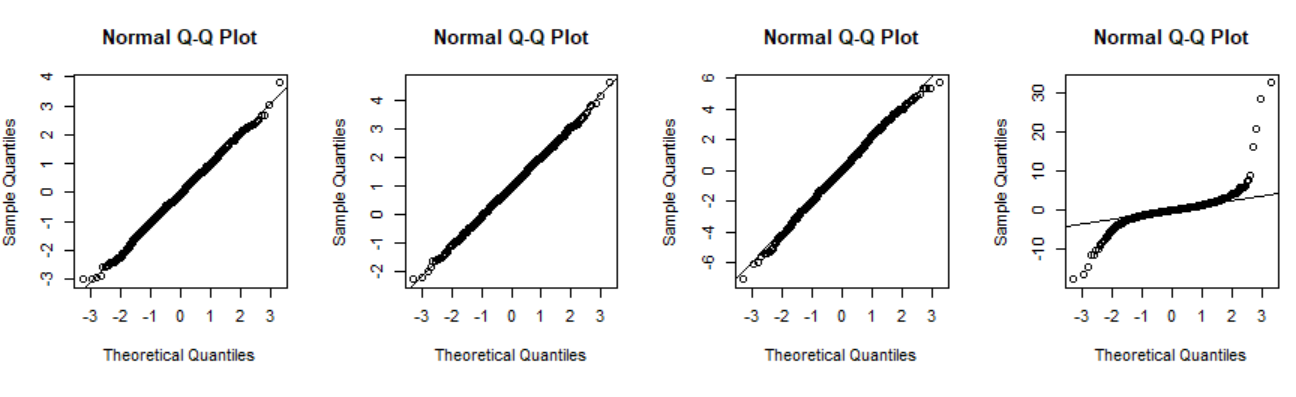 Normal Q-Q Plot
Sample Quantiles
4
3
2
1
0
-1
-2
-3
-3 -2 -1 0 1 2 3
Theoretical Quantiles
Normal Q-Q Plot
Sample Quantiles
4
3
2
1
0
-1
-2
-3 -2 -1 0 1 2 3
Theoretical Quantiles
Normal Q-Q Plot
Sample Quantiles
6
4
2
0
-2
-4
-6
-3 -2 -1 0 1 2 3
Theoretical Quantiles
Normal Q-Q Plot
Sample Quantiles
30
20
10
0
-10
-3 -2 -1 0 1 2 3
Theoretical Quantiles